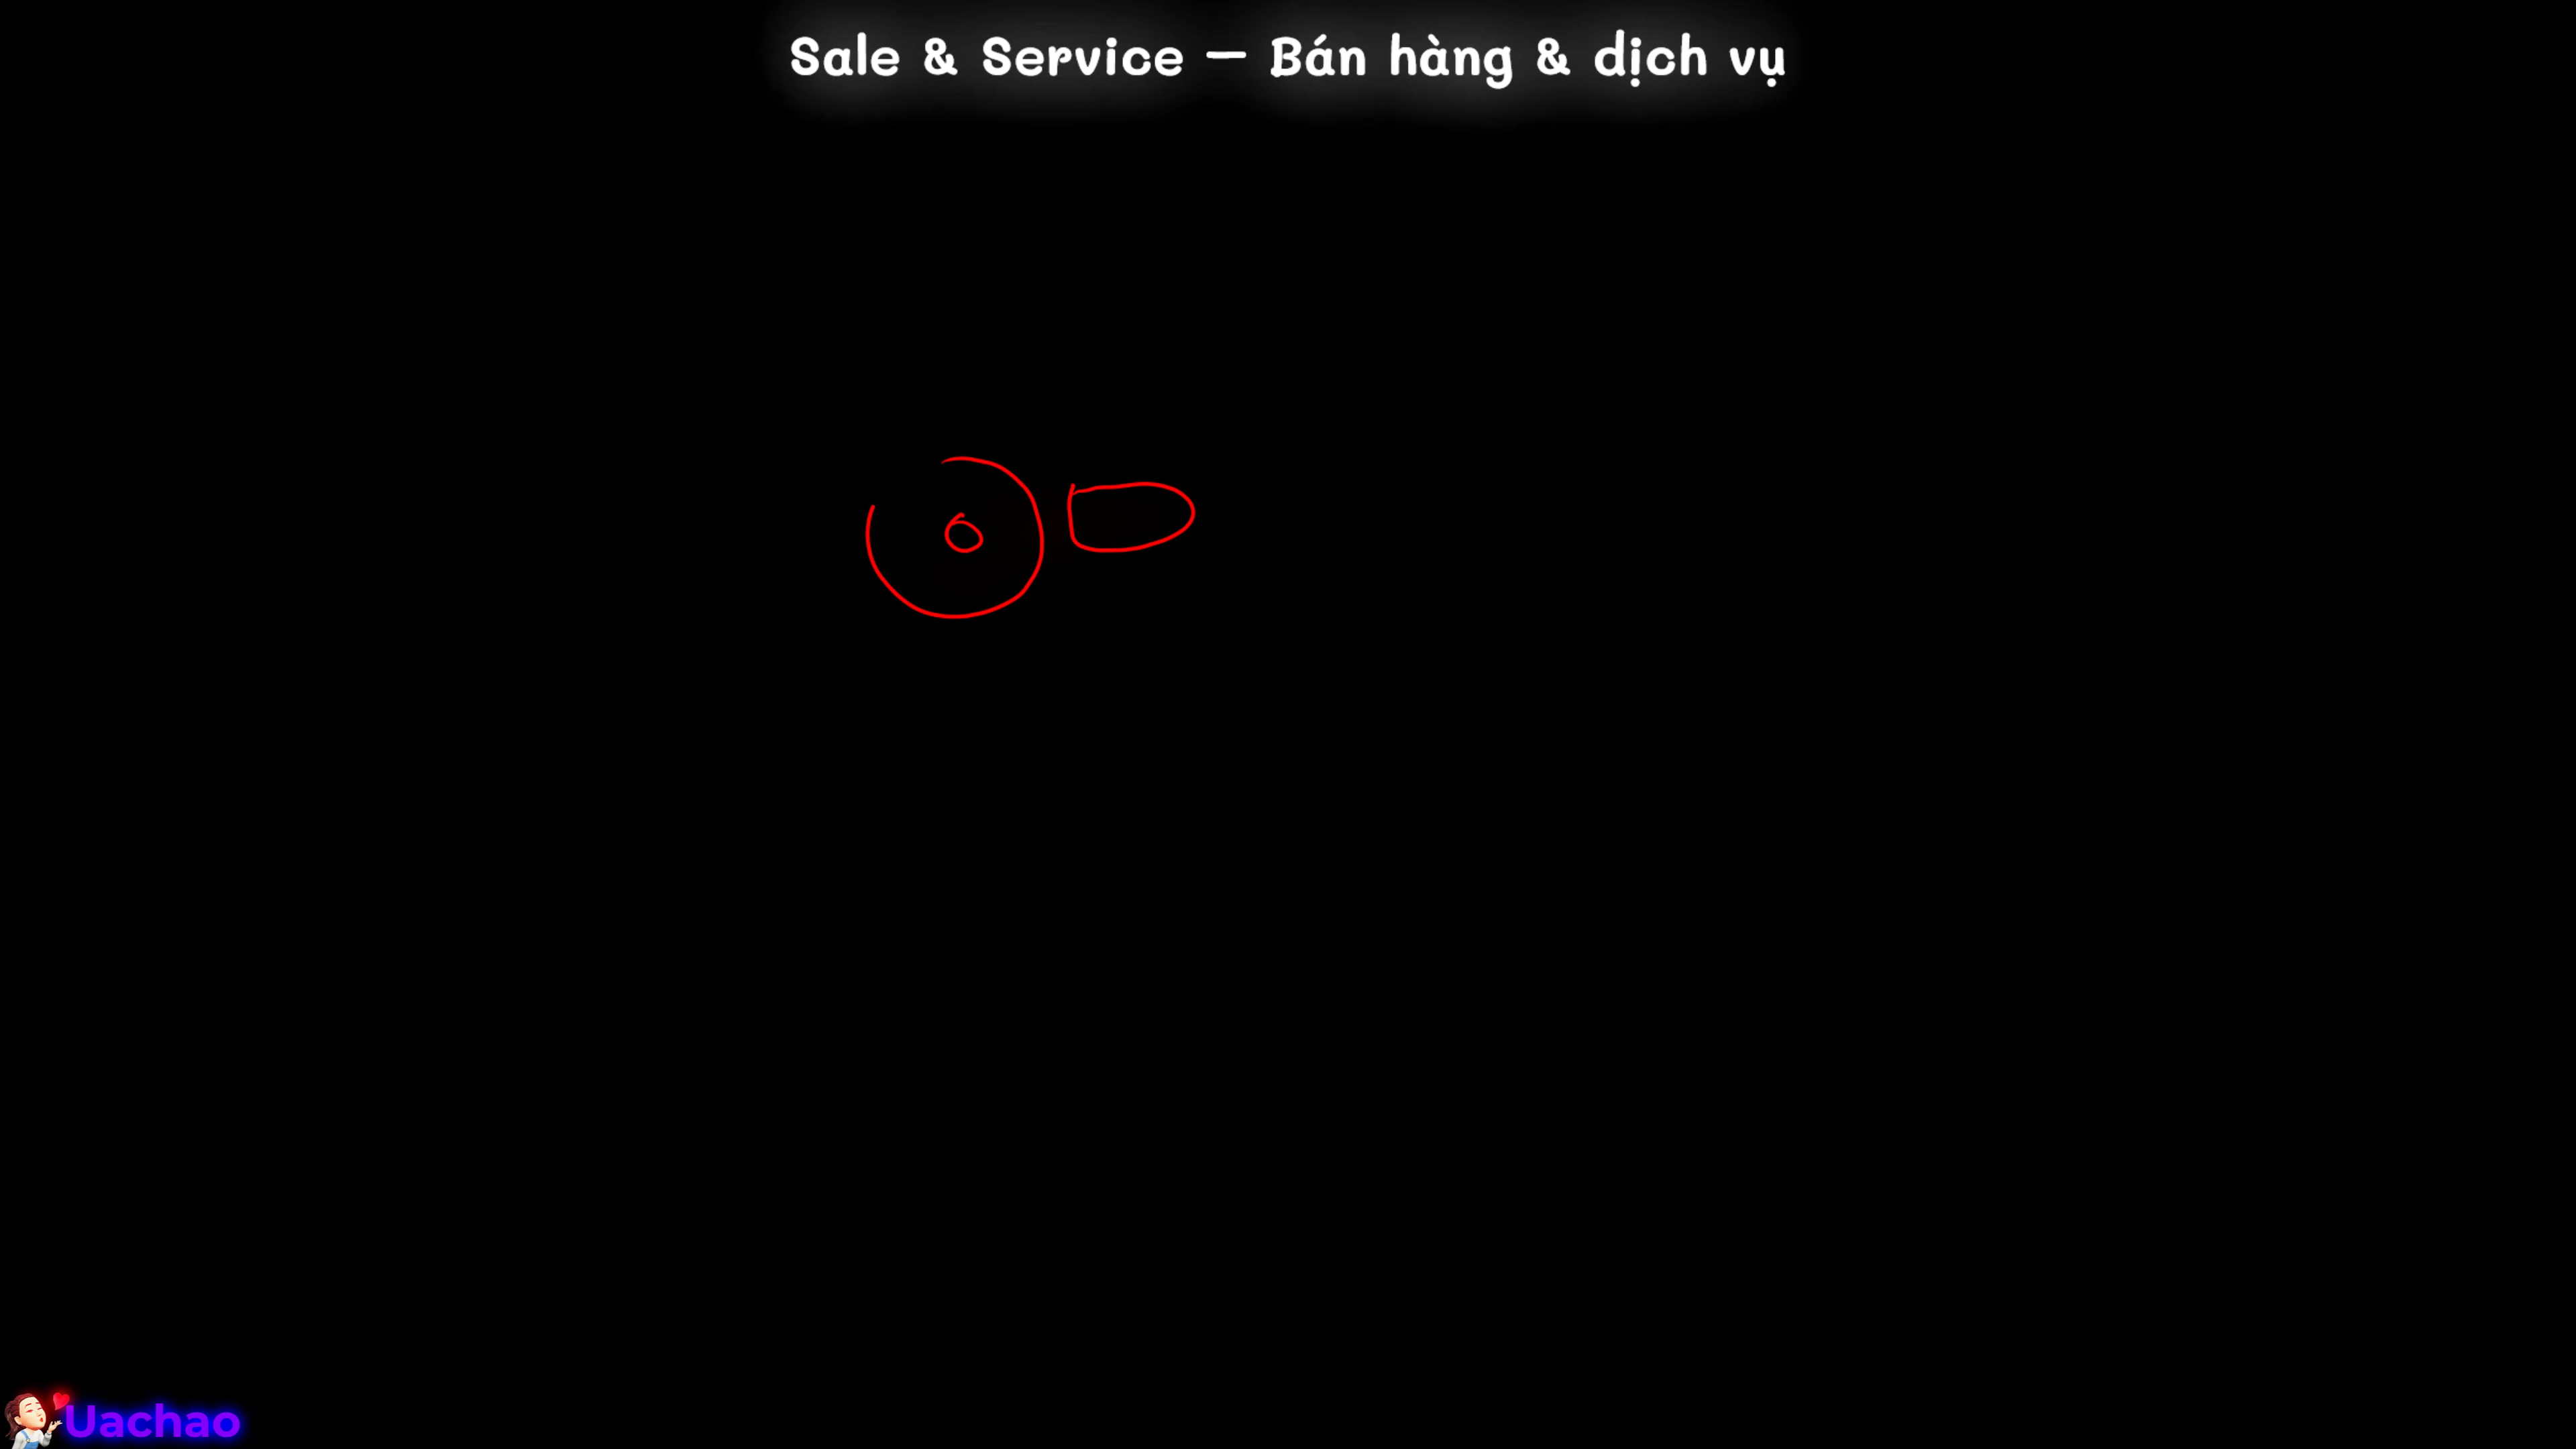 Sale & Service – Bán hàng & dịch vụ
Uachao